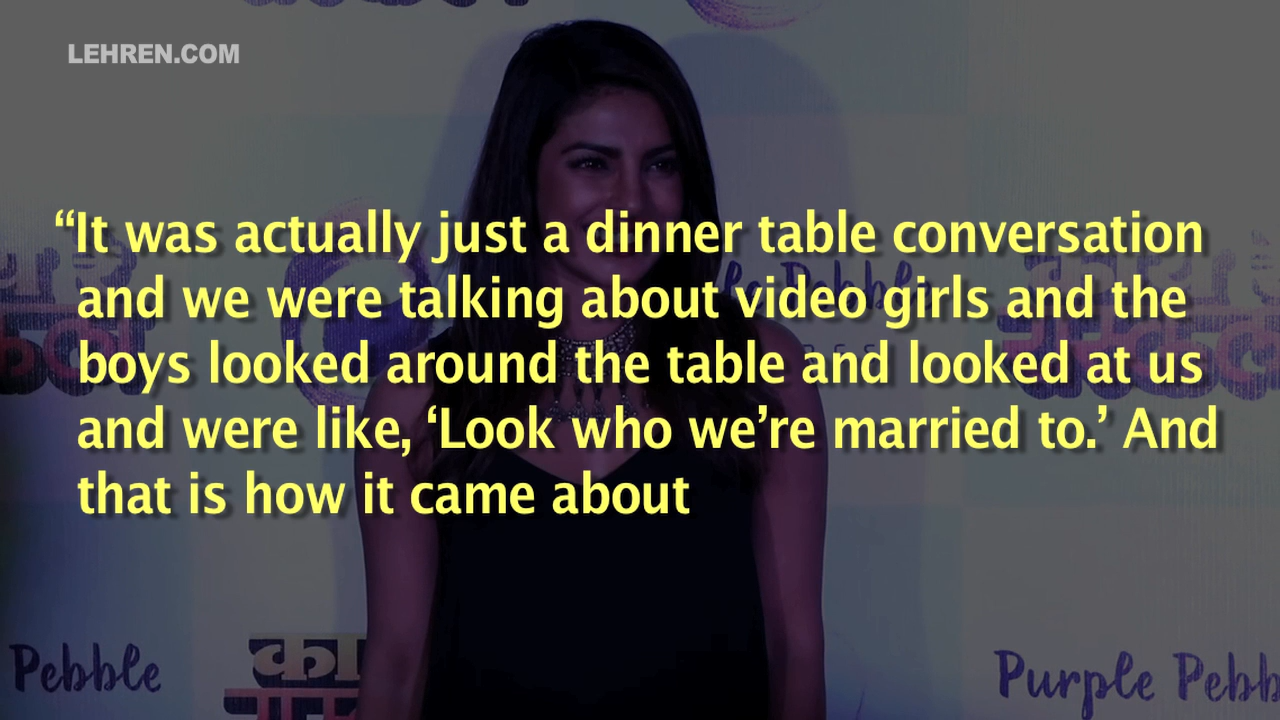 LEHREN.COM
“It was actually just a dinner table conversation
and we were talking about video girls and the
boys looked around the table and looked at us
and were like, ‘Look who we’re married to.’ And
that is how it came about
Pebble
का
Purple Pebb